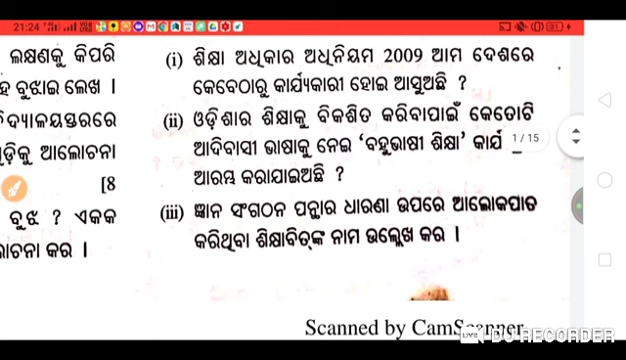 21:24
ଲକ୍ଷଣକୁ କିପରି
ହ ବୁଝାଇ ଲେଖ ।
ବିଦ୍ୟାଳୟସ୍ତରରେ
ଡ଼ିକୁ ଆଲୋଚନା
[8
ବୁଝ ? ଏକକ
ଲୋଚନା କର ।
(i) ଶିକ୍ଷା ଅଧିକାର ଅଧିନିୟମ 2009 ଆମ ଦେଶରେ
କେବେଠାରୁ କାର୍ଯ୍ୟକାରୀ ହୋଇ ଆସୁଅଛି ?
(ii) ଓଡ଼ିଶାର ଶିକ୍ଷାକୁ ବିକଶିତ କରିବାପାଇଁ କେତୋଟି
ଆଦିବାସୀ ଭାଷାକୁ ନେଇ ‘ବହୁଭାଷୀ ଶିକ୍ଷା’ କାର୍ଯ
ଆରମ୍ଭ କରାଯାଇଅଛି ?
(iii) ଜ୍ଞାନ ସଂଗଠନ ପନ୍ଥାର ଧାରଣା ଉପରେ ଆଲୋକପାତ
କରିଥିବା ଶିକ୍ଷାବିତ୍‌ଙ୍କ ନାମ ଉଲ୍ଲେଖ କର ।
1/15
Scanned by CamScanner
LIVE DU RECORDER